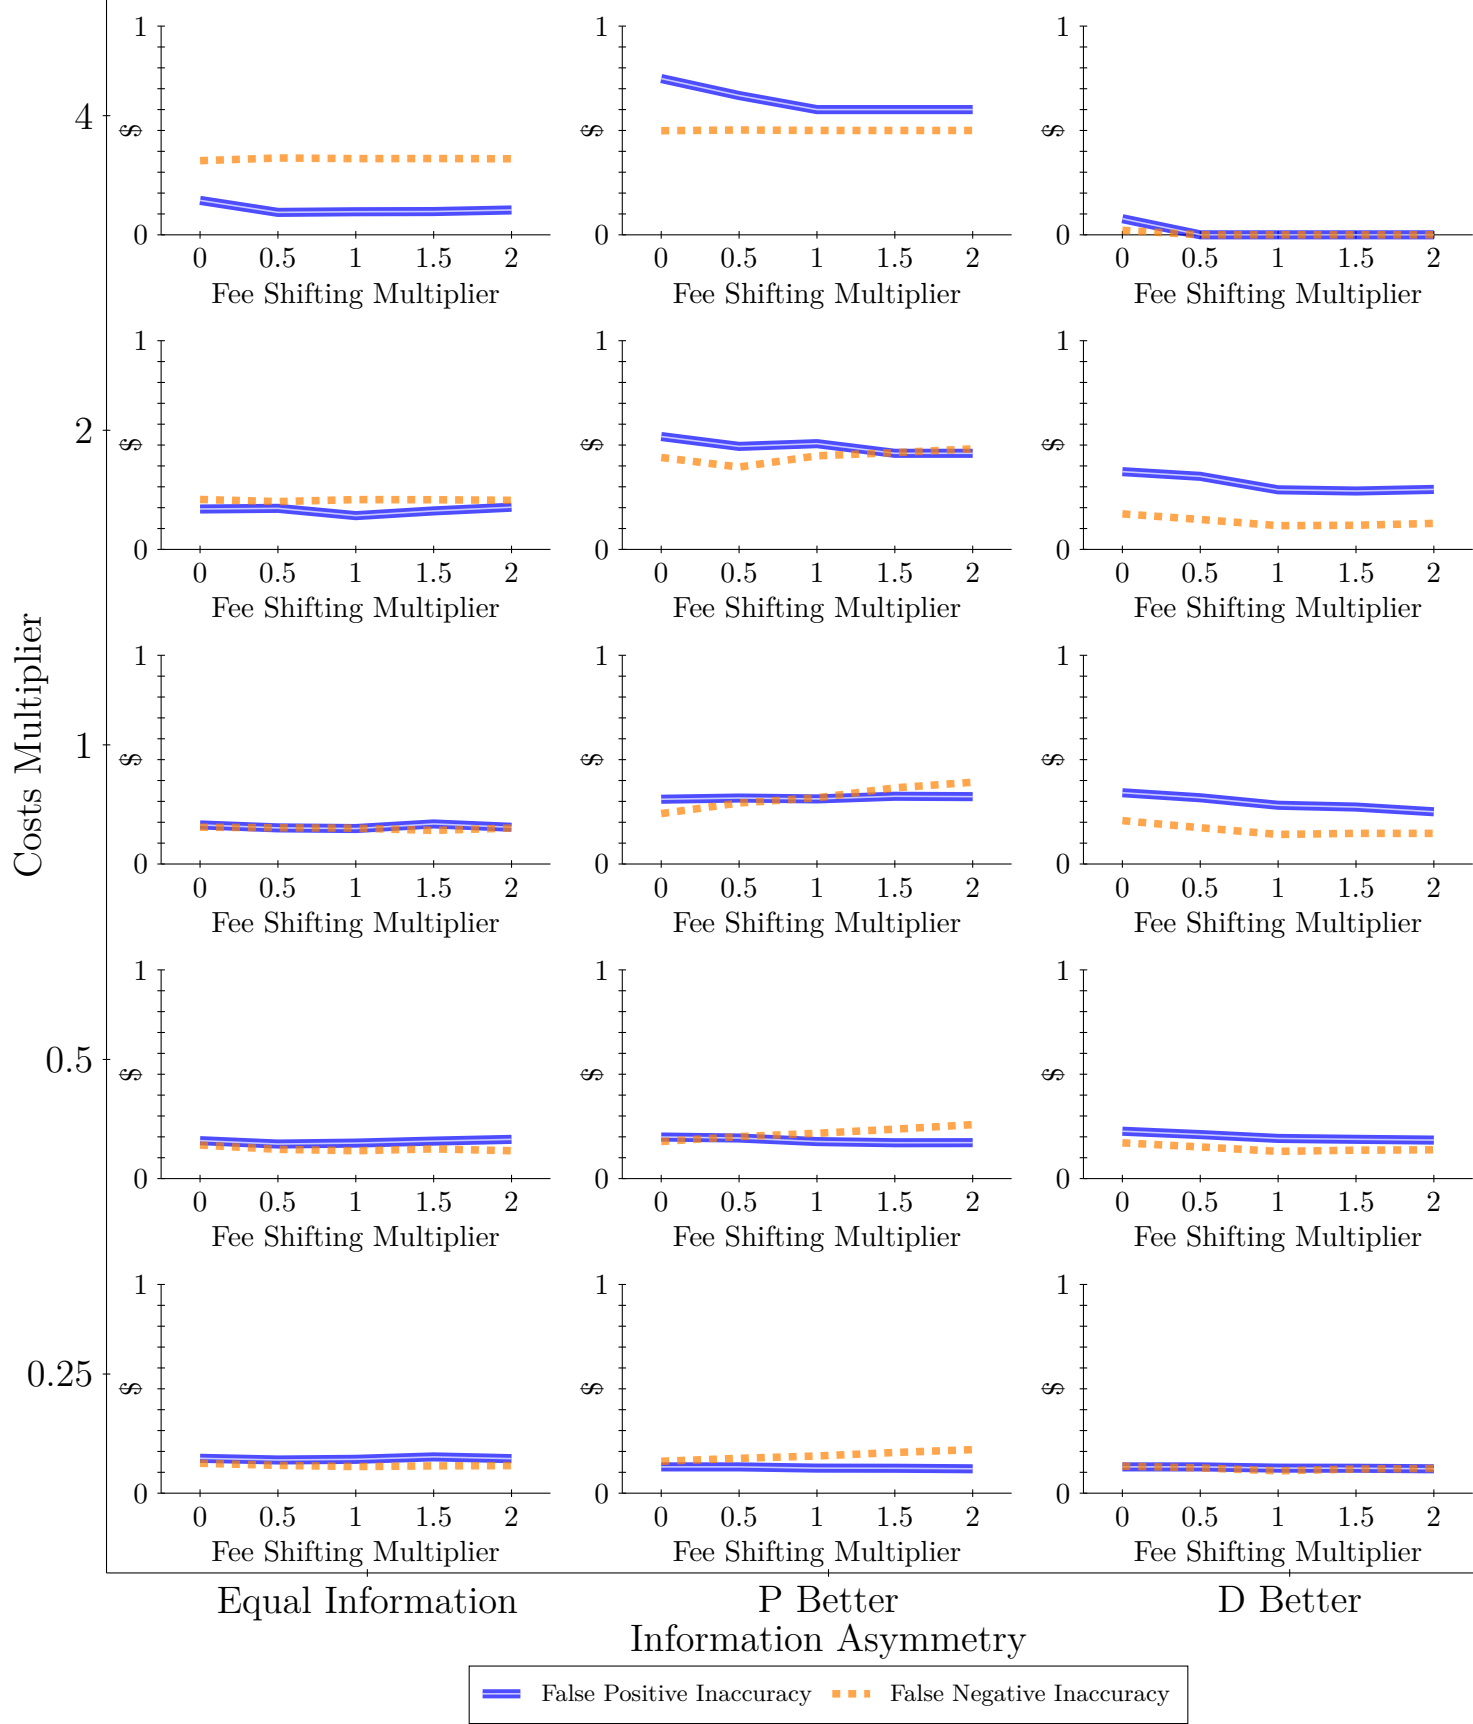 Costs Multiplier
4
1
$
0
0 0.5 1 1.5 2
Fee Shifting Multiplier
1
$
0
0 0.5 1 1.5 2
Fee Shifting Multiplier
1
$
0
0 0.5 1 1.5 2
Fee Shifting Multiplier
2
1
$
0
0 0.5 1 1.5 2
Fee Shifting Multiplier
1
$
0
0 0.5 1 1.5 2
Fee Shifting Multiplier
1
$
0
0 0.5 1 1.5 2
Fee Shifting Multiplier
1
1
$
0
0 0.5 1 1.5 2
Fee Shifting Multiplier
1
$
0
0 0.5 1 1.5 2
Fee Shifting Multiplier
1
$
0
0 0.5 1 1.5 2
Fee Shifting Multiplier
0.5
1
$
0
0 0.5 1 1.5 2
Fee Shifting Multiplier
1
$
0
0 0.5 1 1.5 2
Fee Shifting Multiplier
1
$
0
0 0.5 1 1.5 2
Fee Shifting Multiplier
0.25
1
$
0
0 0.5 1 1.5 2
Fee Shifting Multiplier
1
$
0
0 0.5 1 1.5 2
Fee Shifting Multiplier
1
$
0
0 0.5 1 1.5 2
Fee Shifting Multiplier
Equal Information P Better D Better
Information Asymmetry
False Positive Inaccuracy False Negative Inaccuracy